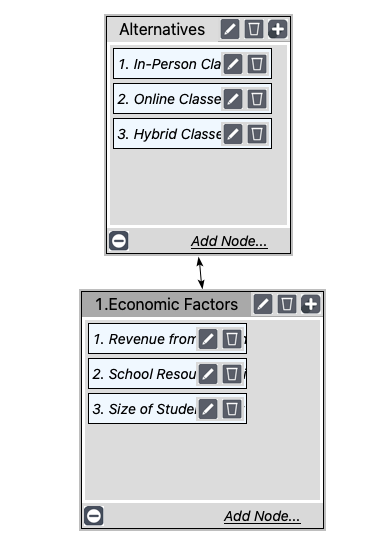 Alternatives
1. In-Person Cla
2. Online Classe
3. Hybrid Classe
Add Node...
1.Economic Factors
1. Revenue from
2. School Resou
3. Size of Stude
Add Node...